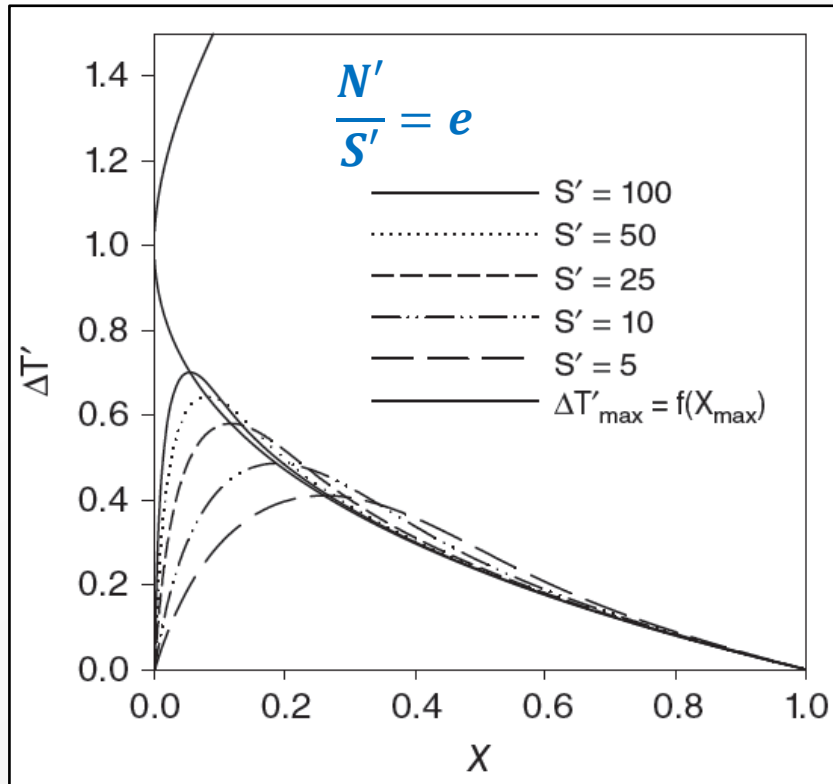 1.4
1.2
1.0
0.8
0.6
0.4
0.2
0.0
ΔT′
N′
S′ = e
S′ = 100
S′ = 50
S′ = 25
S′ = 10
S′ = 5
ΔT′max = f(Xmax)
0.0 0.2 0.4 0.6 0.8 1.0
X